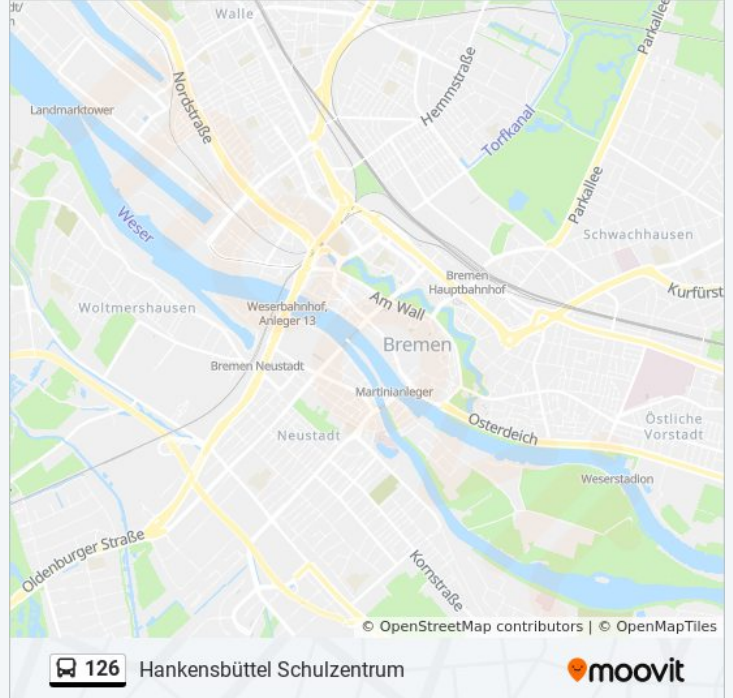 dt/
Walle
Parkallee
Nordstraße
Hemmstraße
Landmarktower
Torfkanal
Parkallee
Weser
Schwachhausen
Bremen
Hauptbahnhof
Kurfürst
Woltmershausen
Weserbahnhof,
Anleger 13
Am Wall
Bremen
Bremen Neustadt
Martinianleger
Neustadt
Osterdeich
Östliche
Vorstadt
Weserstadion
Oldenburger Straße
Kornstraße
© OpenStreetMap contributors | © OpenMapTiles
126 Hankensbüttel Schulzentrum
moovit